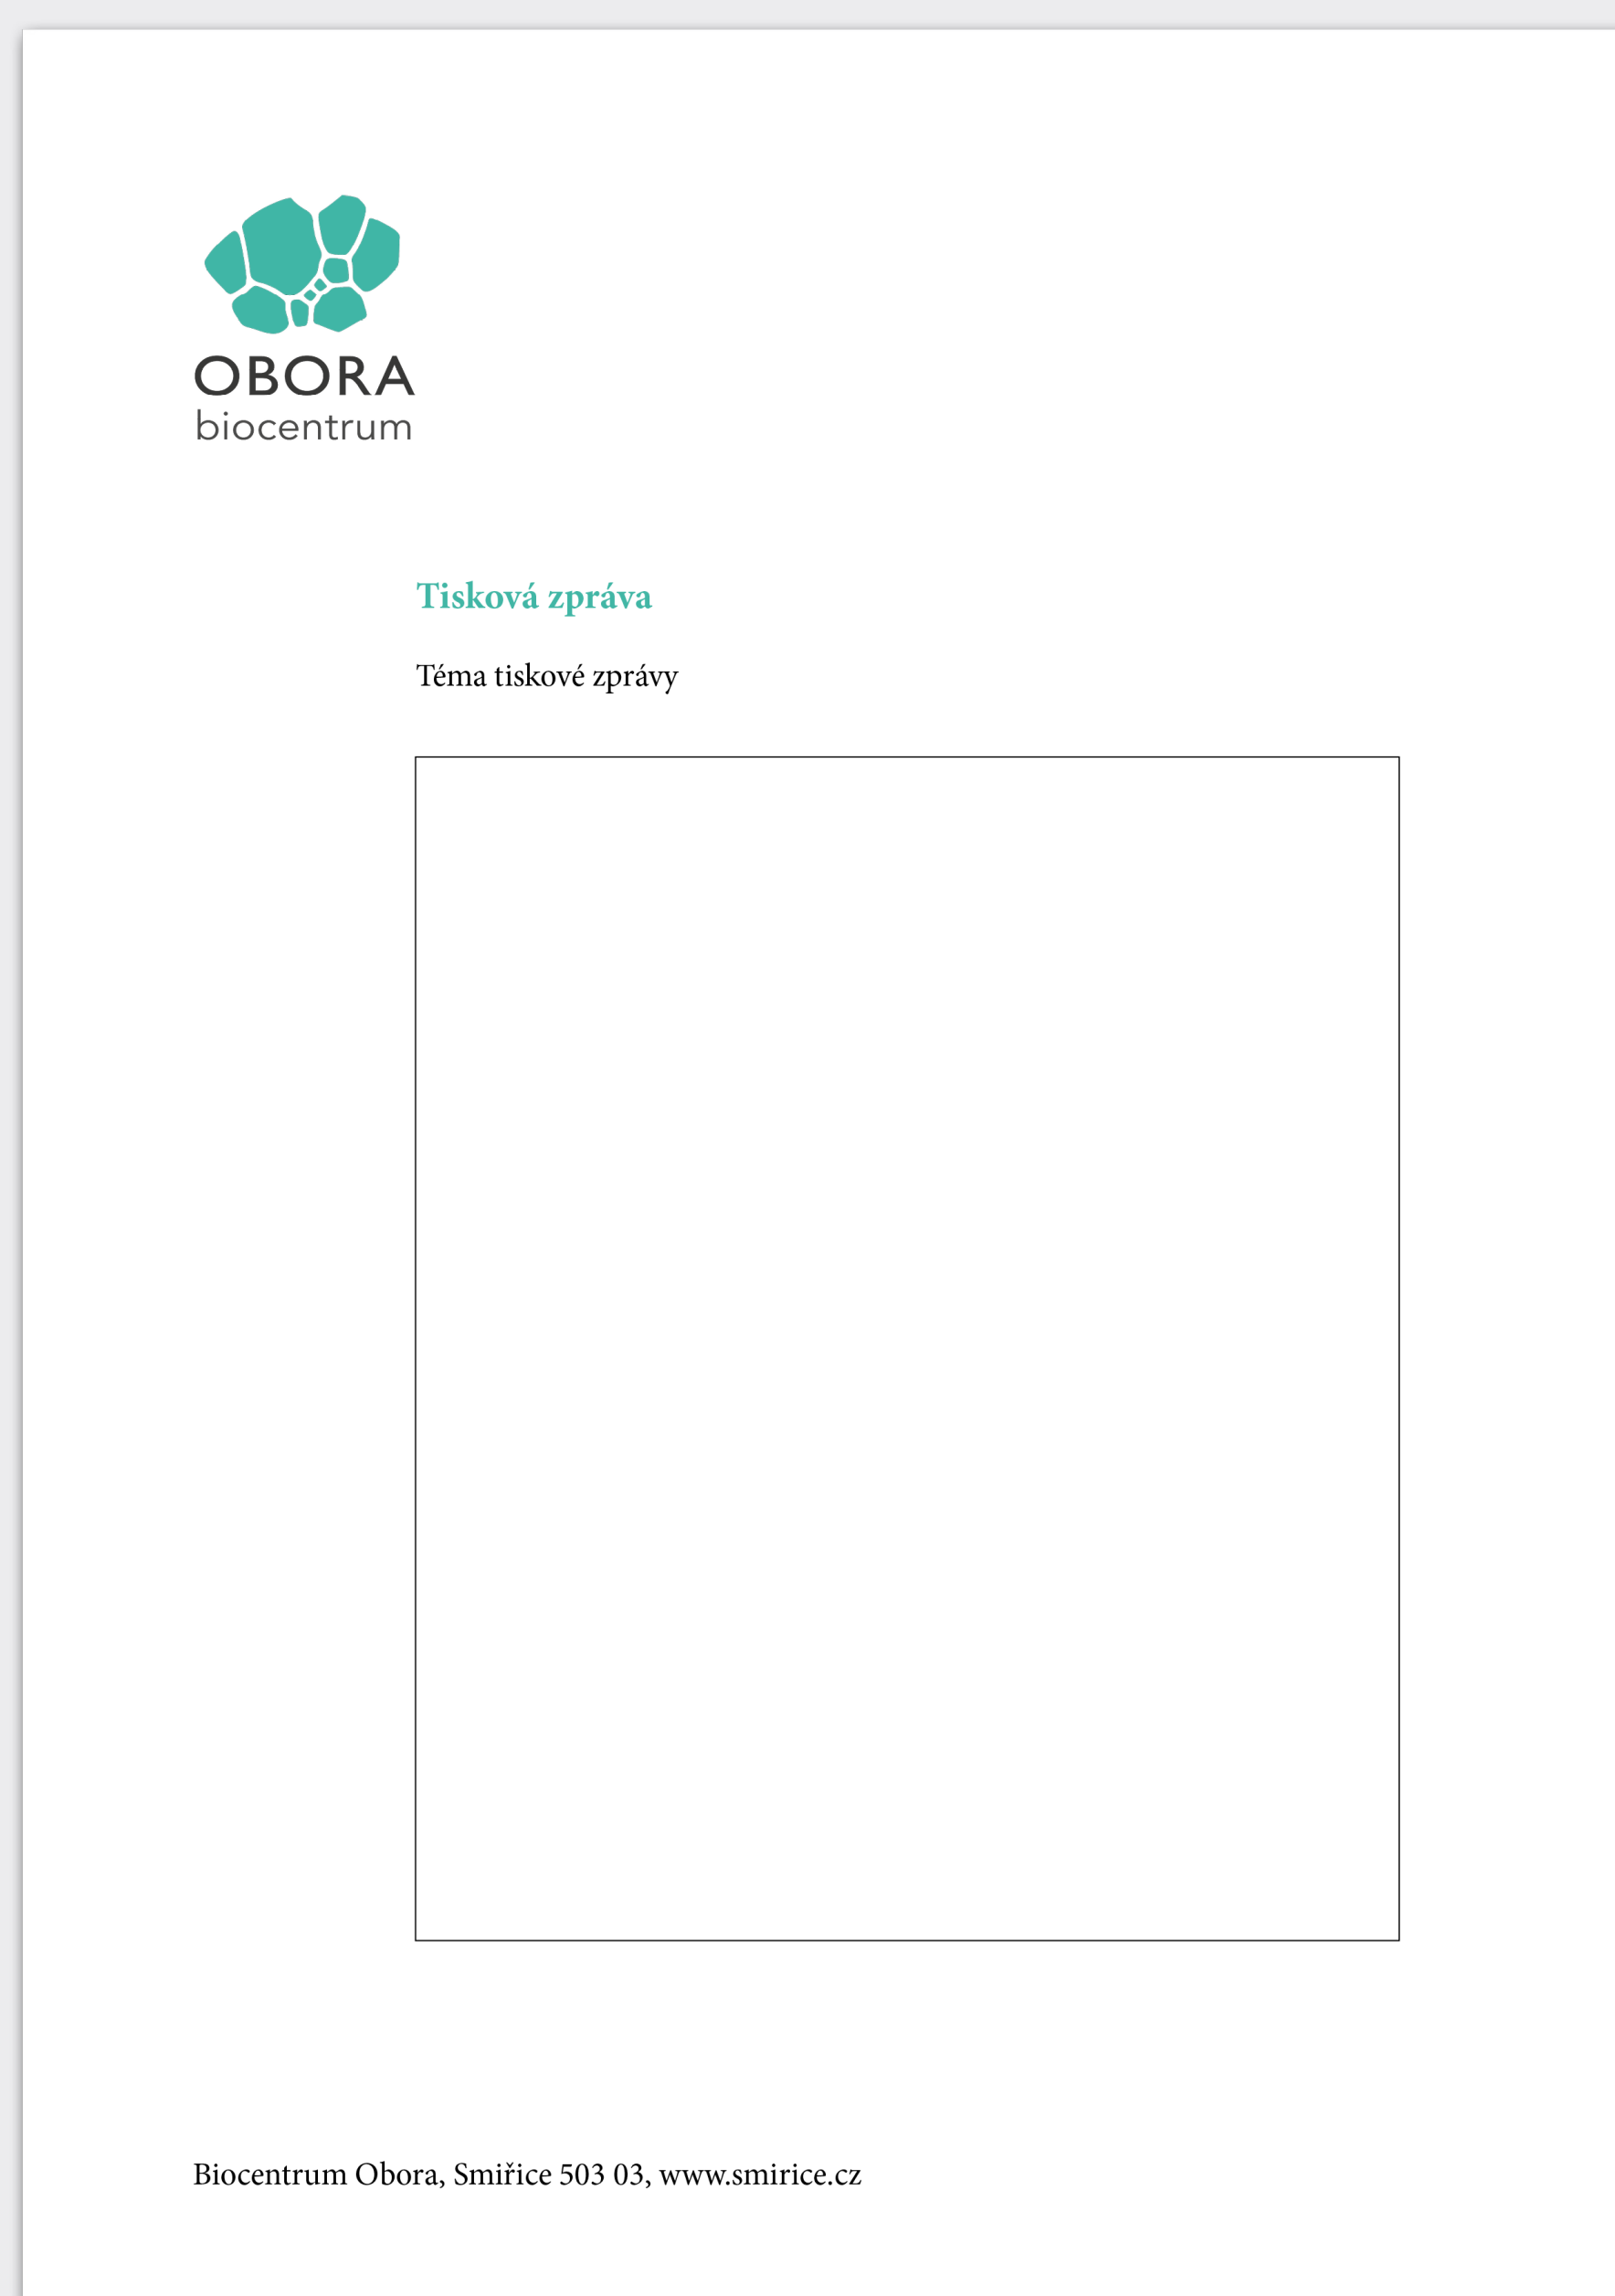 OBORA
biocentrum
Tisková zpráva
Téma tiskové zprávy
Biocentrum Obora, Smiřice 503 03, www.smirice.cz